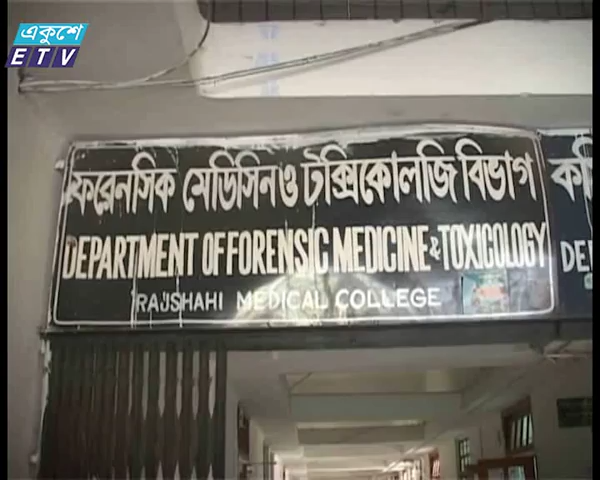 একুশে
ETV
ফরেনসিক মেডিসিন ও টক্সিকোলজি বিভাগ
DEPARTMENT OF FORENSIC MEDICINE & TOXICOLOGY
RAJSHAHI MEDICAL COLLEGE